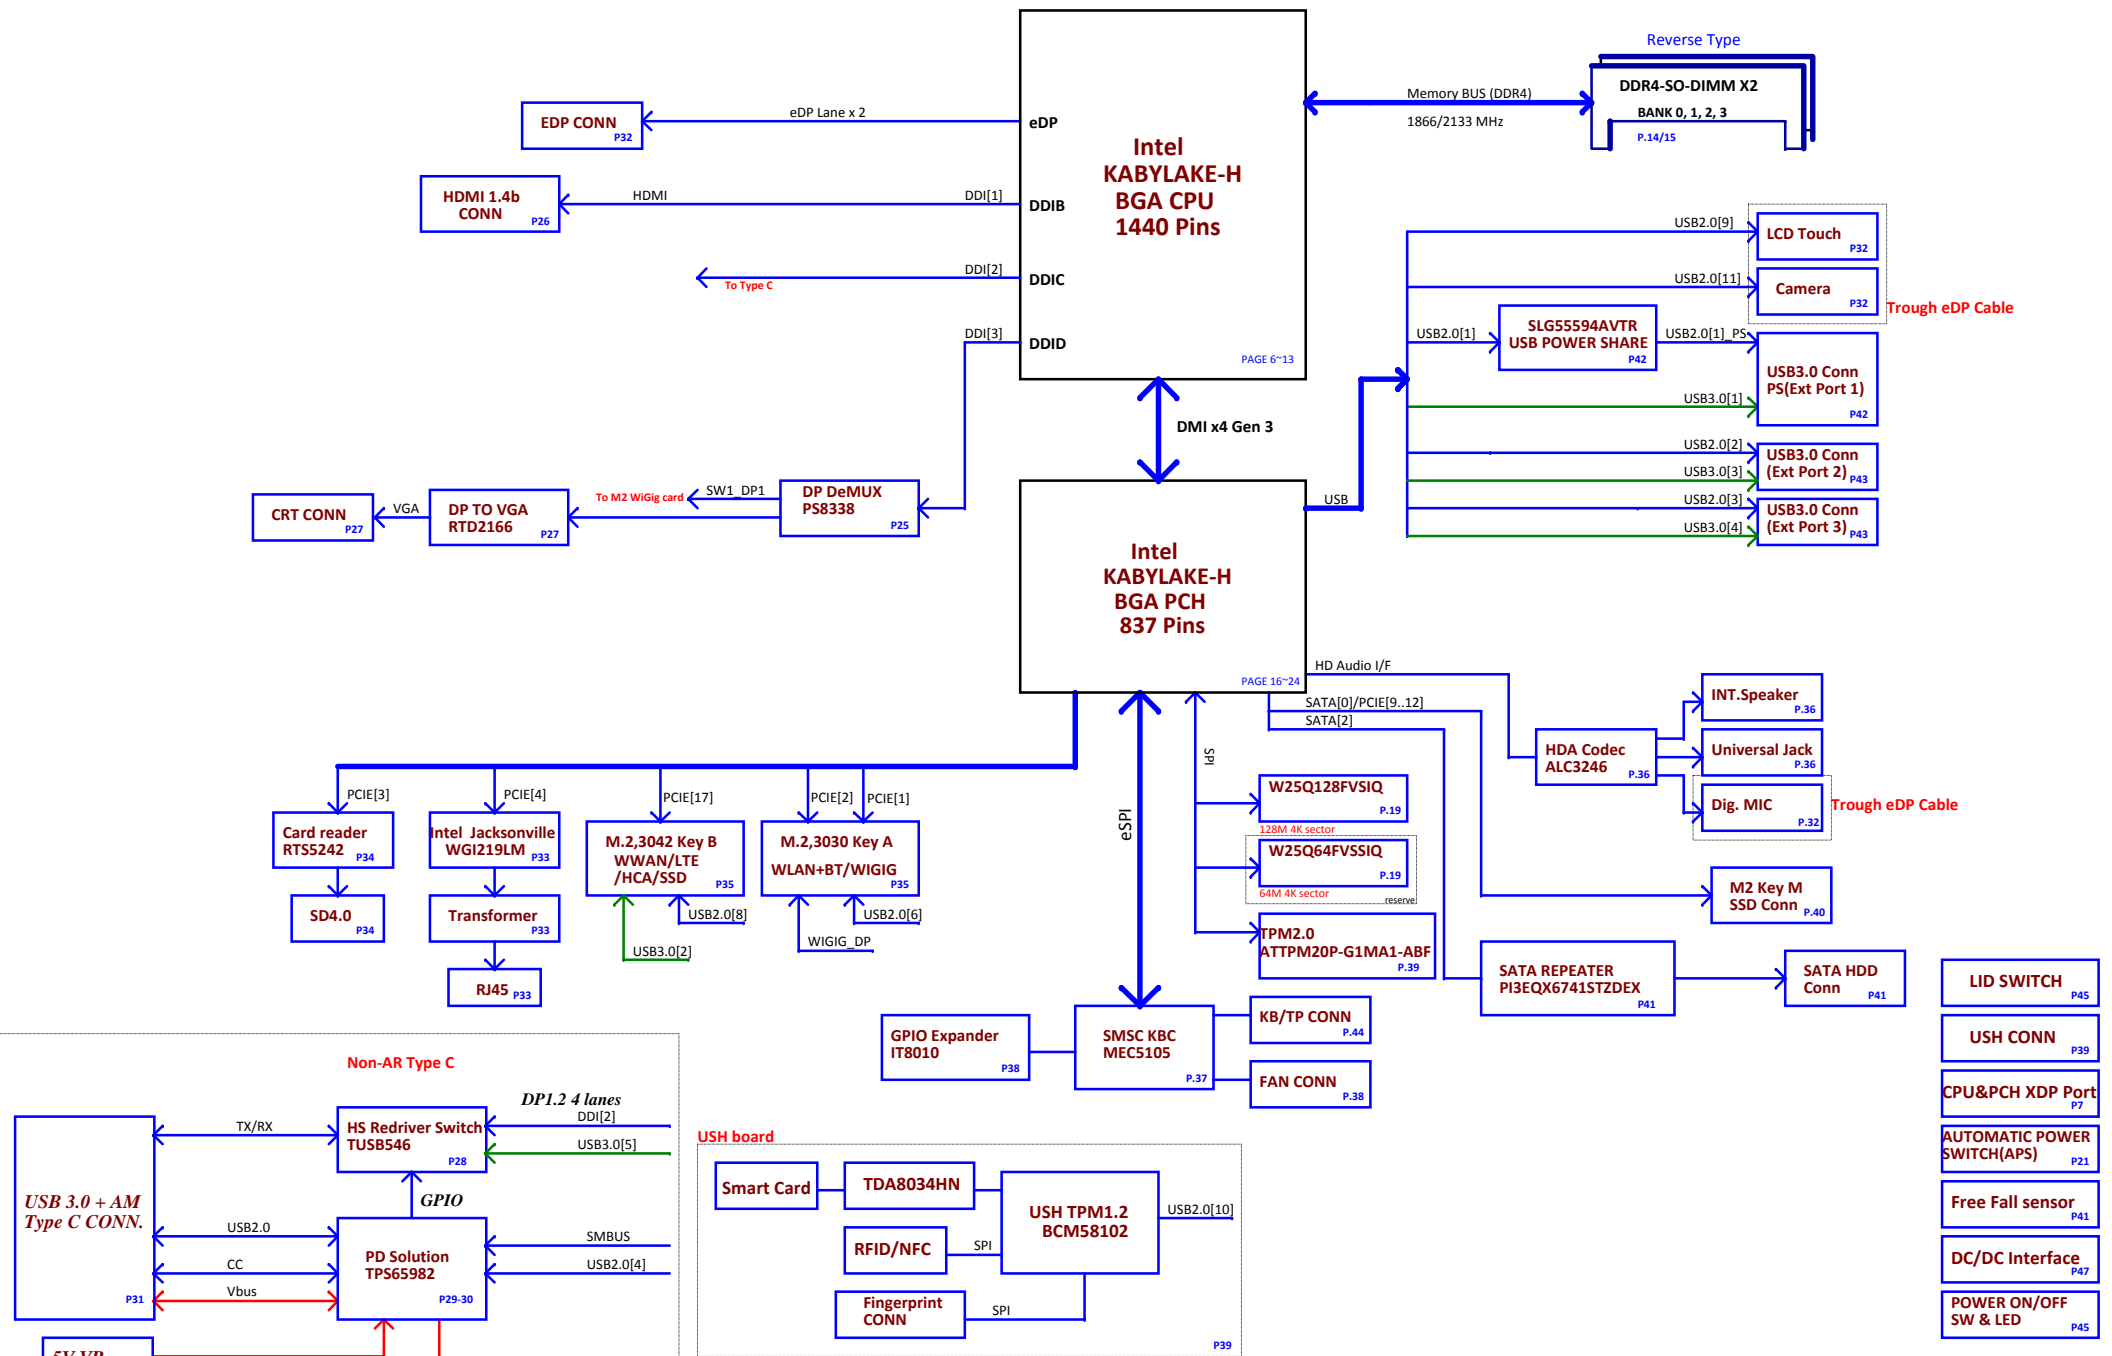 Reverse Type
DDR4-SO-DIMM X2
BANK 0, 1, 2, 3
P.14/15
Memory BUS (DDR4)
1866/2133 MHz
Intel
KABYLAKE-H
BGA CPU
1440 Pins
PAGE 6~13
eDP
DDIB
DDIC
DDID
eDP Lane x 2
EDP CONN
P32
HDMI
DDI[1]
HDMI 1.4b
CONN
P26
DDI[2]
To Type C
DDI[3]
DMI x4 Gen 3
USB2.0[9]
LCD Touch
P32
USB2.0[11]
Camera
P32
Trough eDP Cable
USB2.0[1]
SLG55594AVTR
USB POWER SHARE
P42
USB2.0[1]_PS
USB3.0 Conn
PS(Ext Port 1)
P42
USB3.0[1]
USB2.0[2]
USB3.0[3]
USB3.0 Conn
(Ext Port 2)
P43
USB2.0[3]
USB3.0[4]
USB3.0 Conn
(Ext Port 3)
P43
USB
CRT CONN
P27
VGA
DP TO VGA
RTD2166
P27
To M2 WiGig card
SW1_DP1
DP DeMUX
PS8338
P25
Intel
KABYLAKE-H
BGA PCH
837 Pins
PAGE 16~24
HD Audio I/F
SATA[0]/PCIE[9..12]
SATA[2]
HDA Codec
ALC3246
P.36
INT.Speaker
P.36
Universal Jack
P.36
Dig. MIC
P.32
Trough eDP Cable
M2 Key M
SSD Conn
P.40
SATA REPEATER
PI3EQX6741STZDEX
P41
SATA HDD
Conn
P41
SPI
W25Q128FVSIQ
P.19
128M 4K sector
W25Q64FVSSIQ
P.19
64M 4K sector
reserve
TPM2.0
ATTPM20P-G1MA1-ABF
P.39
eSPI
PCIE[3]
PCIE[4]
PCIE[17]
PCIE[2]
PCIE[1]
Card reader
RTS5242
P34
SD4.0
P34
Intel Jacksonville
WGI219LM
P33
Transformer
P33
RJ45
P33
M.2,3042 Key B
WWAN/LTE
/HCA/SSD
P35
USB2.0[8]
USB3.0[2]
M.2,3030 Key A
WLAN+BT/WIGIG
P35
USB2.0[6]
WIGIG_DP
GPIO Expander
IT8010
P38
SMSC KBC
MEC5105
P.37
KB/TP CONN
P.44
FAN CONN
P.38
LID SWITCH
P45
USH CONN
P39
CPU&PCH XDP Port
P7
AUTOMATIC POWER
SWITCH(APS)
P21
Free Fall sensor
P41
DC/DC Interface
P47
POWER ON/OFF
SW & LED
P45
Non-AR Type C
USB 3.0 + AM
Type C CONN.
P31
TX/RX
HS Redriver Switch
TUSB546
P28
DP1.2 4 lanes
DDI[2]
USB3.0[5]
GPIO
USB2.0
CC
Vbus
PD Solution
TPS65982
P29-30
SMBUS
USB2.0[4]
5V VR
USH board
Smart Card
TDA8034HN
USH TPM1.2
BCM58102
USB2.0[10]
RFID/NFC
SPI
Fingerprint
CONN
SPI
P39